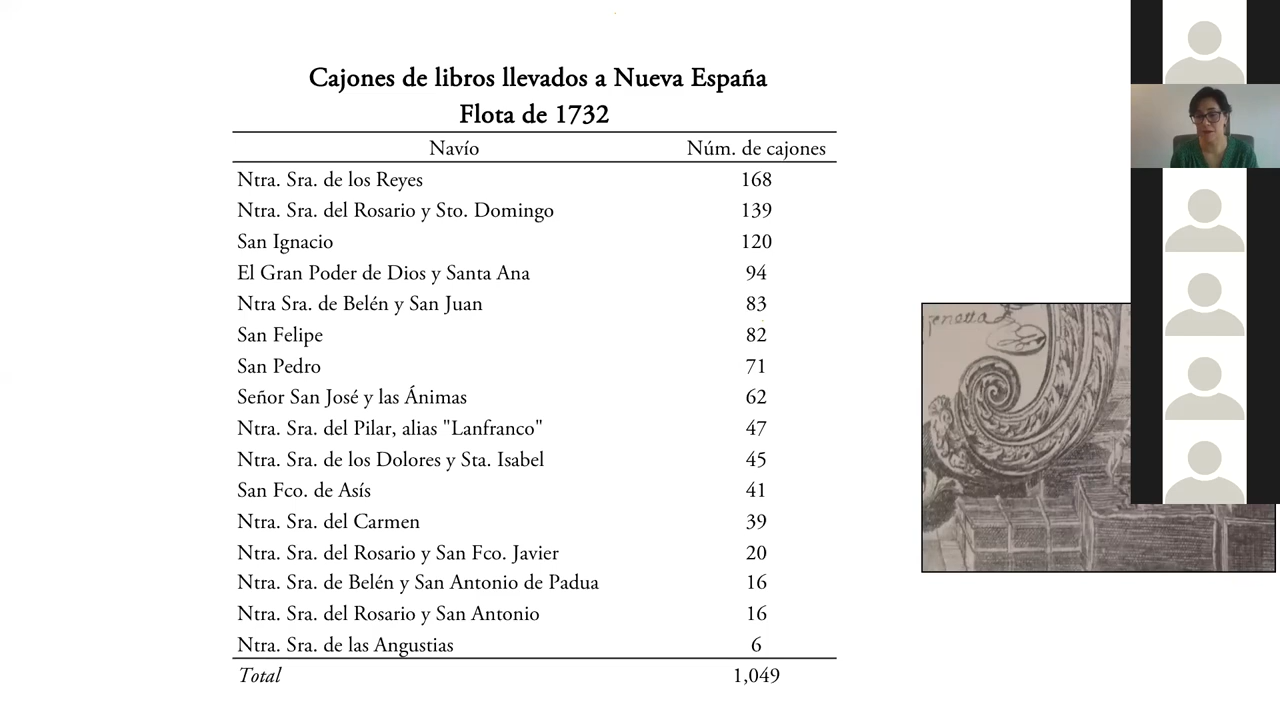 Cajones de libros llevados a Nueva España
Flota de 1732
Navío Núm. de cajones
Ntra. Sra. de los Reyes 168
Ntra. Sra. del Rosario y Sto. Domingo 139
San Ignacio 120
El Gran Poder de Dios y Santa Ana 94
Ntra Sra. de Belén y San Juan 83
San Felipe 82
San Pedro 71
Señor San José y las Ánimas 62
Ntra. Sra. del Pilar, alias "Lanfranco" 47
Ntra. Sra. de los Dolores y Sta. Isabel 45
San Fco. de Asís 41
Ntra. Sra. del Carmen 39
Ntra. Sra. del Rosario y San Fco. Javier 20
Ntra. Sra. de Belén y San Antonio de Padua 16
Ntra. Sra. del Rosario y San Antonio 16
Ntra. Sra. de las Angustias 6
Total 1,049